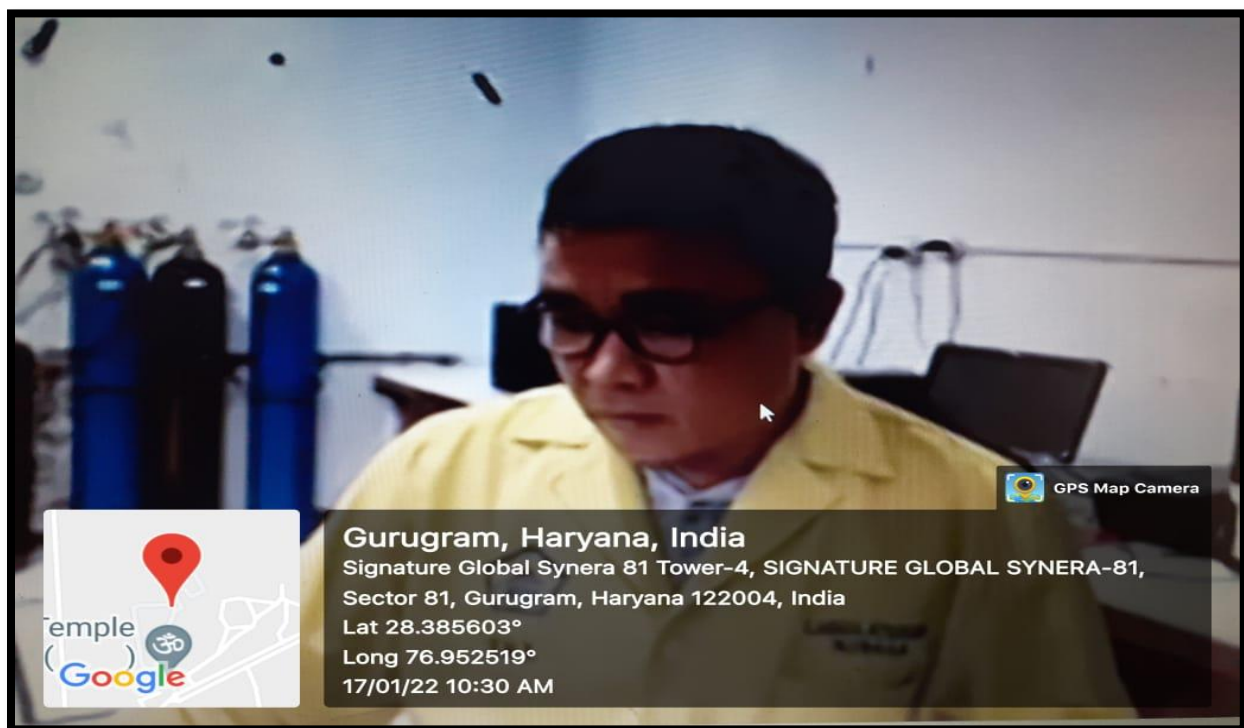 GPS Map Camera
Gurugram, Haryana, India
Signature Global Synera 81 Tower-4, SIGNATURE GLOBAL SYNERA-81,
Sector 81, Gurugram, Haryana 122004, India
Lat 28.385603°
Long 76.952519°
17/01/22 10:30 AM
emple
( )
Google